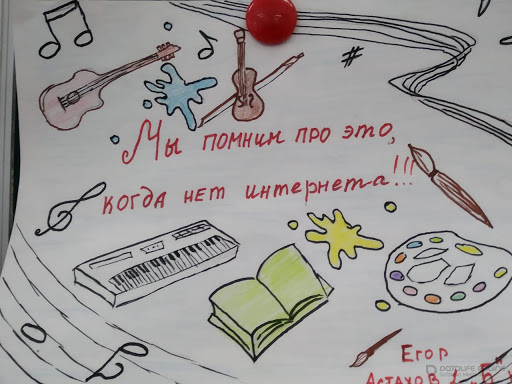 Мы помним про это,
когда нет интернета!!!
Егор
Астахов